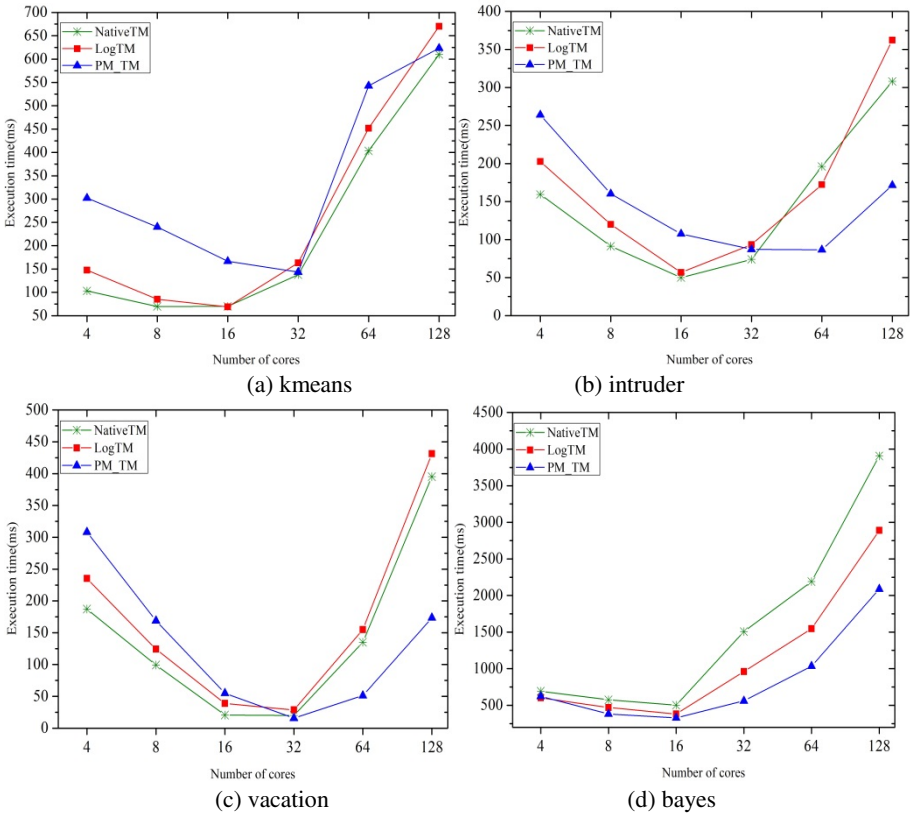 700
650
600
550
500
450
400
350
300
250
200
150
100
50
Execution time(ms)
NativeTM
LogTM
PM_TM
4 8 16 32 64 128
Number of cores
(a) kmeans
400
350
300
250
200
150
100
50
0
Execution time(ms)
NativeTM
LogTM
PM_TM
4 8 16 32 64 128
Number of cores
(b) intruder
500
450
400
350
300
250
200
150
100
50
0
Execution time(ms)
NativeTM
LogTM
PM_TM
4 8 16 32 64 128
Number of cores
(c) vacation
4500
4000
3500
3000
2500
2000
1500
1000
500
Execution time(ms)
NativeTM
LogTM
PM_TM
4 8 16 32 64 128
Number of cores
(d) bayes